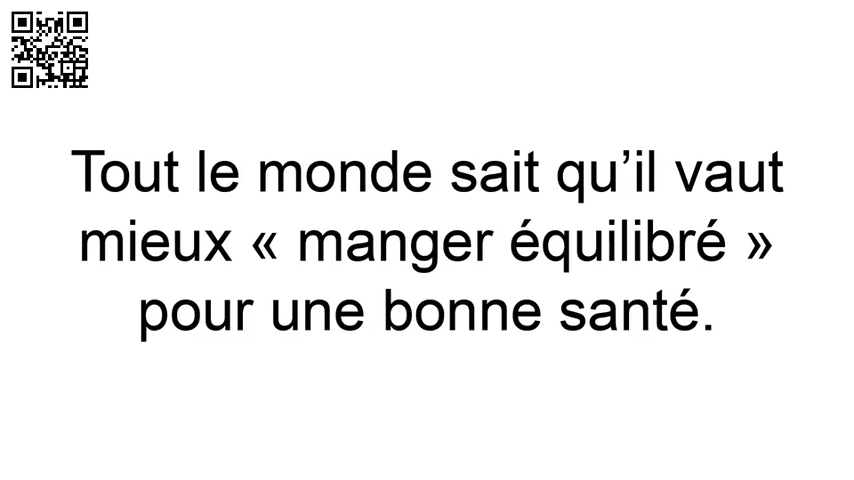 Tout le monde sait qu’il vaut
mieux « manger équilibré »
pour une bonne santé.